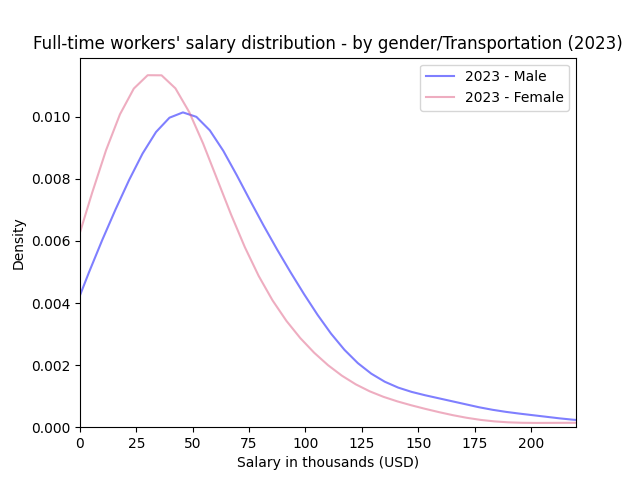 Full-time workers' salary distribution - by gender/Transportation (2023)
2023 - Male
2023 - Female
Density
0.010
0.008
0.006
0.004
0.002
0.000
0 25 50 75 100 125 150 175 200
Salary in thousands (USD)